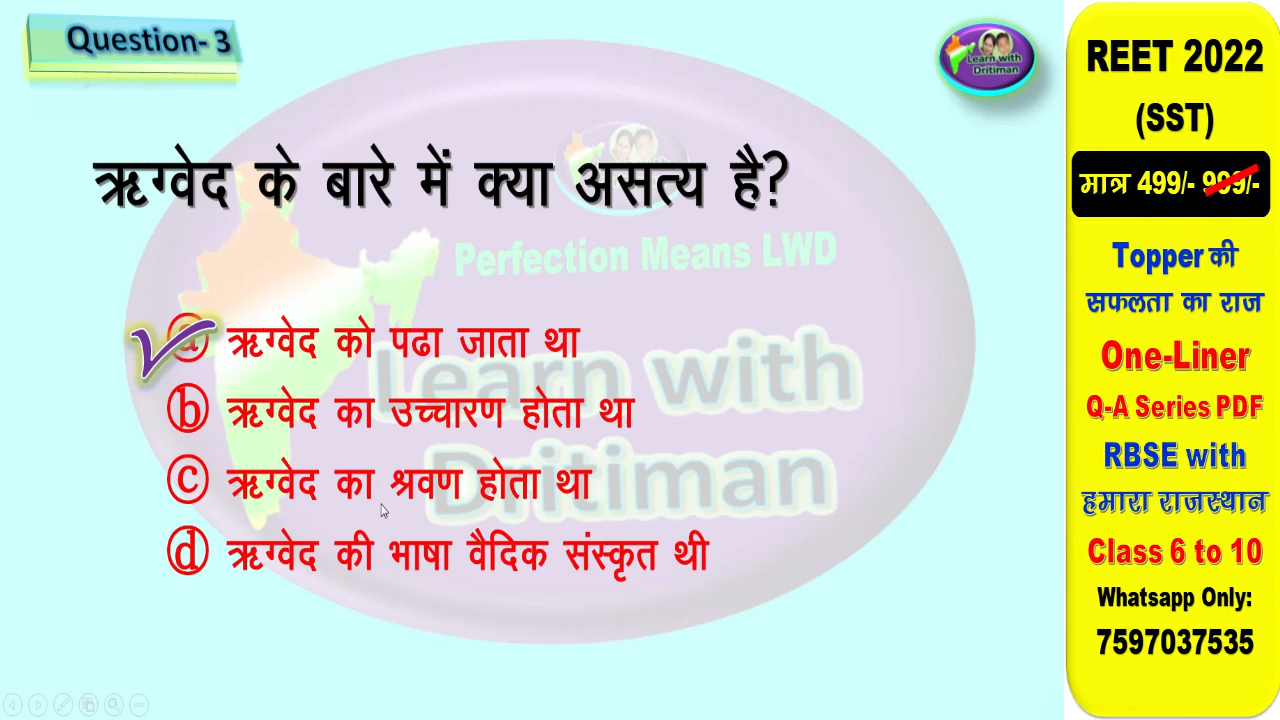 Question- 3
Learn with
Dritiman
ऋग्वेद के बारे में क्या असत्य है?
Perfection Means LWD
ⓐ ऋग्वेद को पढा जाता था
ⓑ ऋग्वेद का उच्चारण होता था
ⓒ ऋग्वेद का श्रवण होता था
ⓓ ऋग्वेद की भाषा वैदिक संस्कृत थी
Learn with
Dritiman
REET 2022
(SST)
मात्र 499/- 999/-
Topper की
सफलता का राज
One-Liner
Q-A Series PDF
RBSE with
हमारा राजस्थान
Class 6 to 10
Whatsapp Only:
7597037535